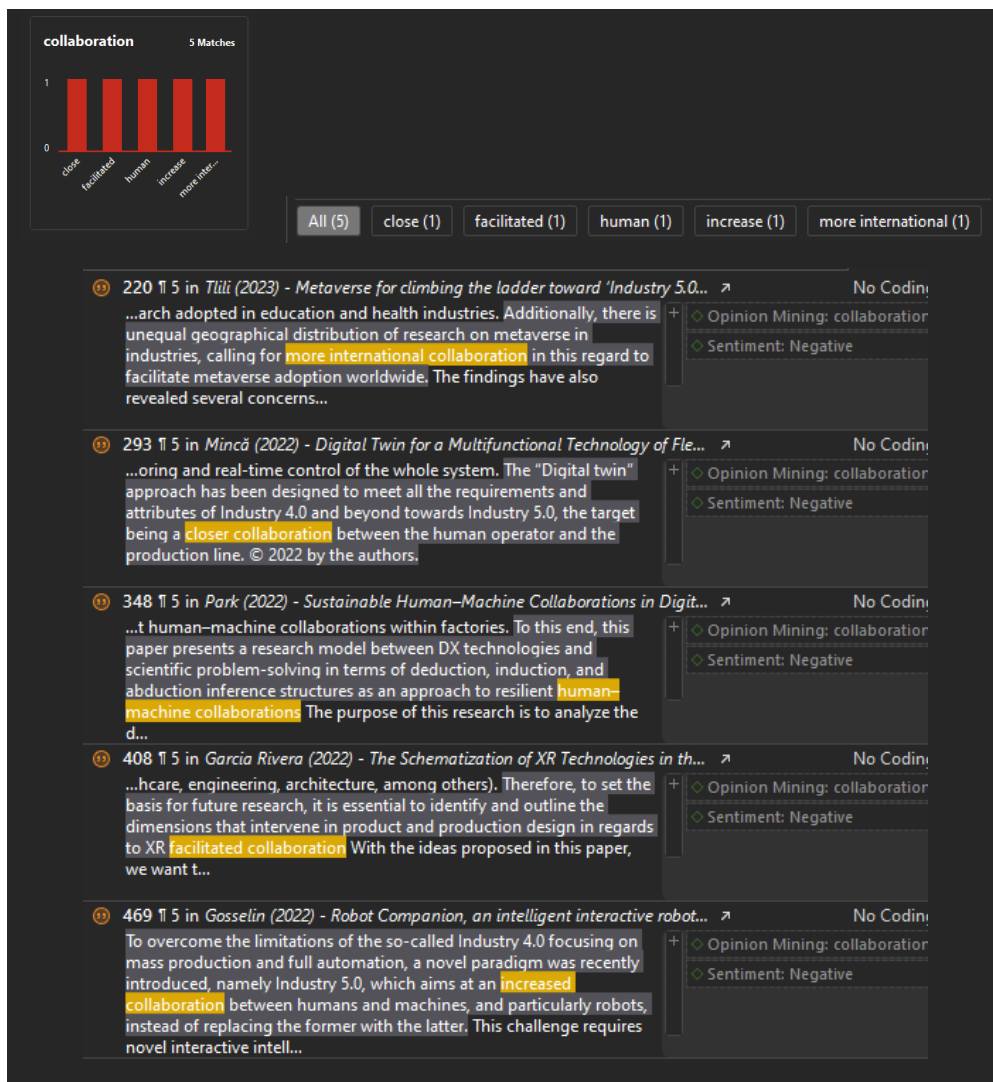 collaboration 5 Matches
1
0
close
facilitated
human
increase
more inter...
All (5) close (1) facilitated (1) human (1) increase (1) more international (1)
220 ¶ 5 in Tlili (2023) - Metaverse for climbing the ladder toward ‘Industry 5.0... ↗ No Coding
...arch adopted in education and health industries. Additionally, there is
unequal geographical distribution of research on metaverse in
industries, calling for more international collaboration in this regard to
facilitate metaverse adoption worldwide. The findings have also
revealed several concerns...
+
Opinion Mining: collaboration
Sentiment: Negative
293 ¶ 5 in Mincă (2022) - Digital Twin for a Multifunctional Technology of Fle... ↗ No Coding
...oring and real-time control of the whole system. The “Digital twin”
approach has been designed to meet all the requirements and
attributes of Industry 4.0 and beyond towards Industry 5.0, the target
being a closer collaboration between the human operator and the
production line. © 2022 by the authors.
+
Opinion Mining: collaboration
Sentiment: Negative
348 ¶ 5 in Park (2022) - Sustainable Human–Machine Collaborations in Digit... ↗ No Coding
...t human–machine collaborations within factories. To this end, this
paper presents a research model between DX technologies and
scientific problem-solving in terms of deduction, induction, and
abduction inference structures as an approach to resilient human–
machine collaborations The purpose of this research is to analyze the
d...
+
Opinion Mining: collaboration
Sentiment: Negative
408 ¶ 5 in Garcia Rivera (2022) - The Schematization of XR Technologies in th... ↗ No Coding
...hcare, engineering, architecture, among others). Therefore, to set the
basis for future research, it is essential to identify and outline the
dimensions that intervene in product and production design in regards
to XR facilitated collaboration With the ideas proposed in this paper,
we want t...
+
Opinion Mining: collaboration
Sentiment: Negative
469 ¶ 5 in Gosselin (2022) - Robot Companion, an intelligent interactive robot... ↗ No Coding
To overcome the limitations of the so-called Industry 4.0 focusing on
mass production and full automation, a novel paradigm was recently
introduced, namely Industry 5.0, which aims at an increased
collaboration between humans and machines, and particularly robots,
instead of replacing the former with the latter. This challenge requires
novel interactive intell...
+
Opinion Mining: collaboration
Sentiment: Negative